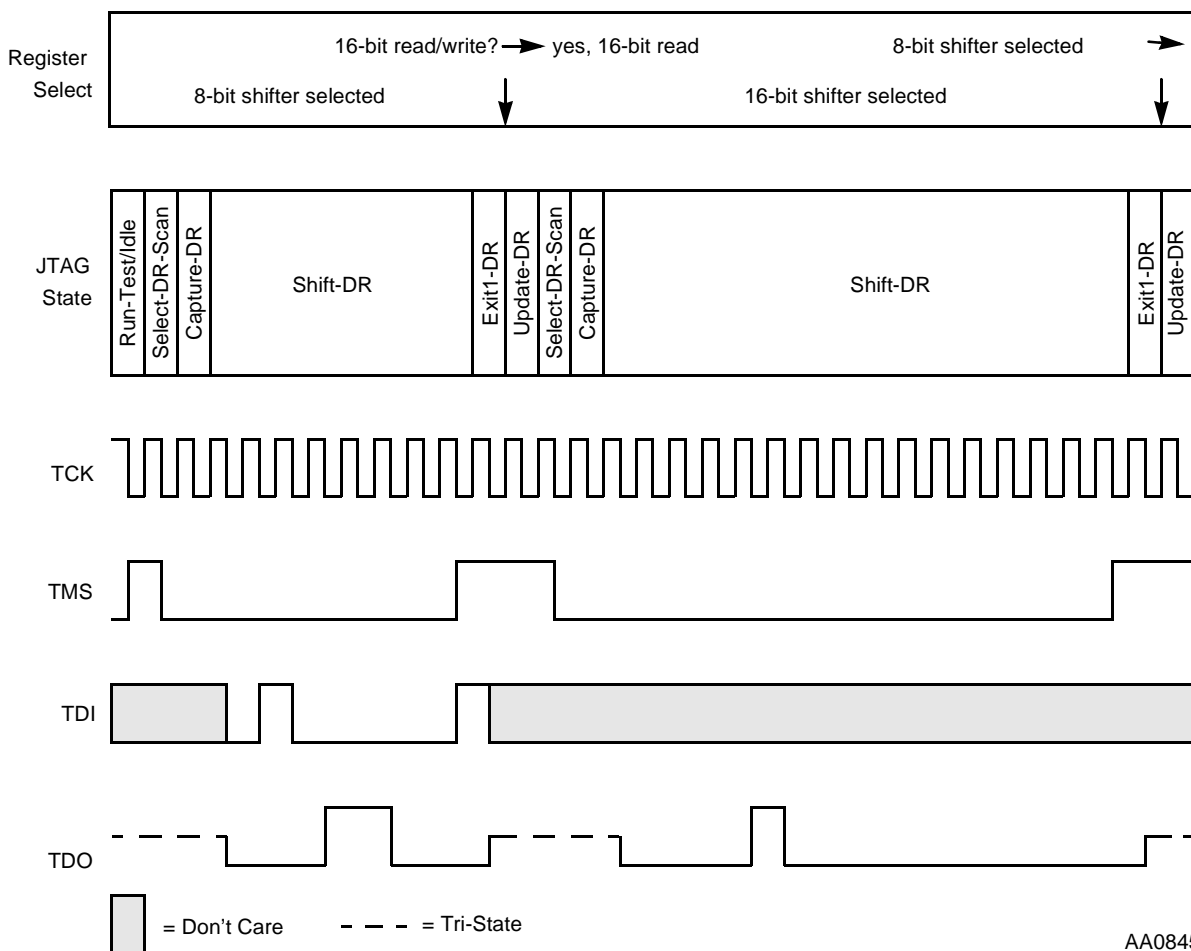 Register
Select
16-bit read/write?
yes, 16-bit read
8-bit shifter selected
8-bit shifter selected
16-bit shifter selected
JTAG
State
Run-Test/Idle
Select-DR-Scan
Capture-DR
Shift-DR
Exit1-DR
Update-DR
Select-DR-Scan
Capture-DR
Shift-DR
Exit1-DR
Update-DR
TCK
TMS
TDI
TDO
= Don't Care
= Tri-State
AA0845